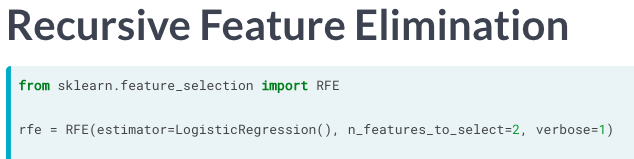 Recursive Feature Elimination
from sklearn.feature_selection import RFE
rfe = RFE(estimator=LogisticRegression(), n_features_to_select=2, verbose=1)